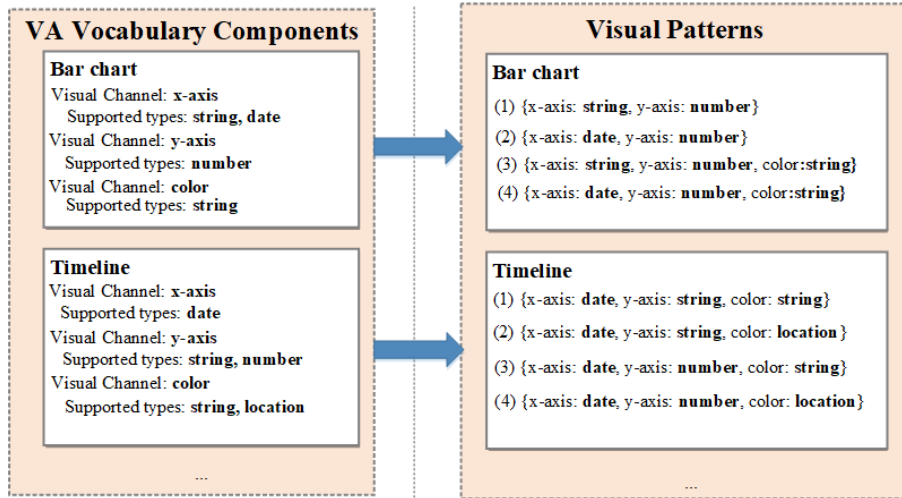 VA Vocabulary Components
Bar chart
Visual Channel: x-axis
Supported types: string, date
Visual Channel: y-axis
Supported types: number
Visual Channel: color
Supported types: string
Timeline
Visual Channel: x-axis
Supported types: date
Visual Channel: y-axis
Supported types: string, number
Visual Channel: color
Supported types: string, location
...
Visual Patterns
Bar chart
(1) {x-axis: string, y-axis: number}
(2) {x-axis: date, y-axis: number}
(3) {x-axis: string, y-axis: number, color:string}
(4) {x-axis: date, y-axis: number, color:string}
Timeline
(1) {x-axis: date, y-axis: string, color: string}
(2) {x-axis: date, y-axis: string, color: location}
(3) {x-axis: date, y-axis: number, color: string}
(4) {x-axis: date, y-axis: number, color: location}
...